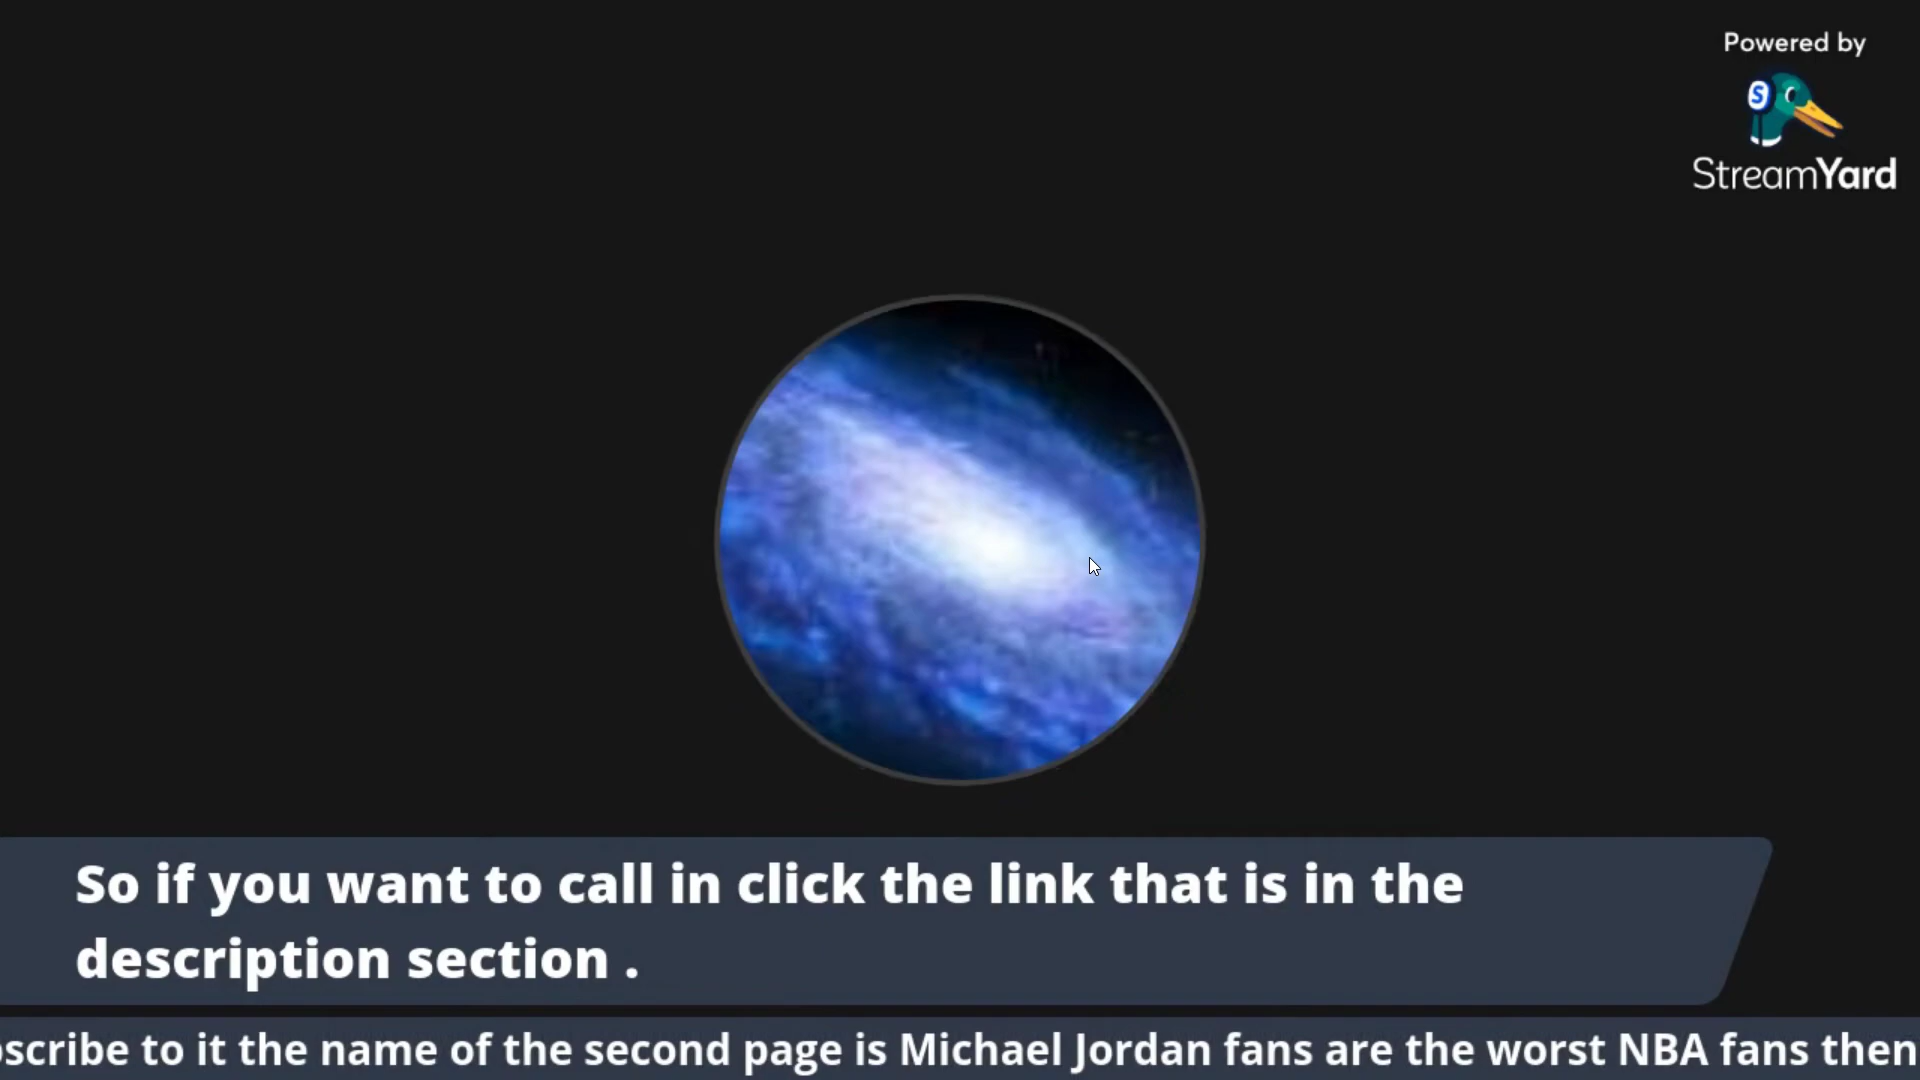 Powered by
S
StreamYard
So if you want to call in click the link that is in the
description section .
scribe to it the name of the second page is Michael Jordan fans are the worst NBA fans then